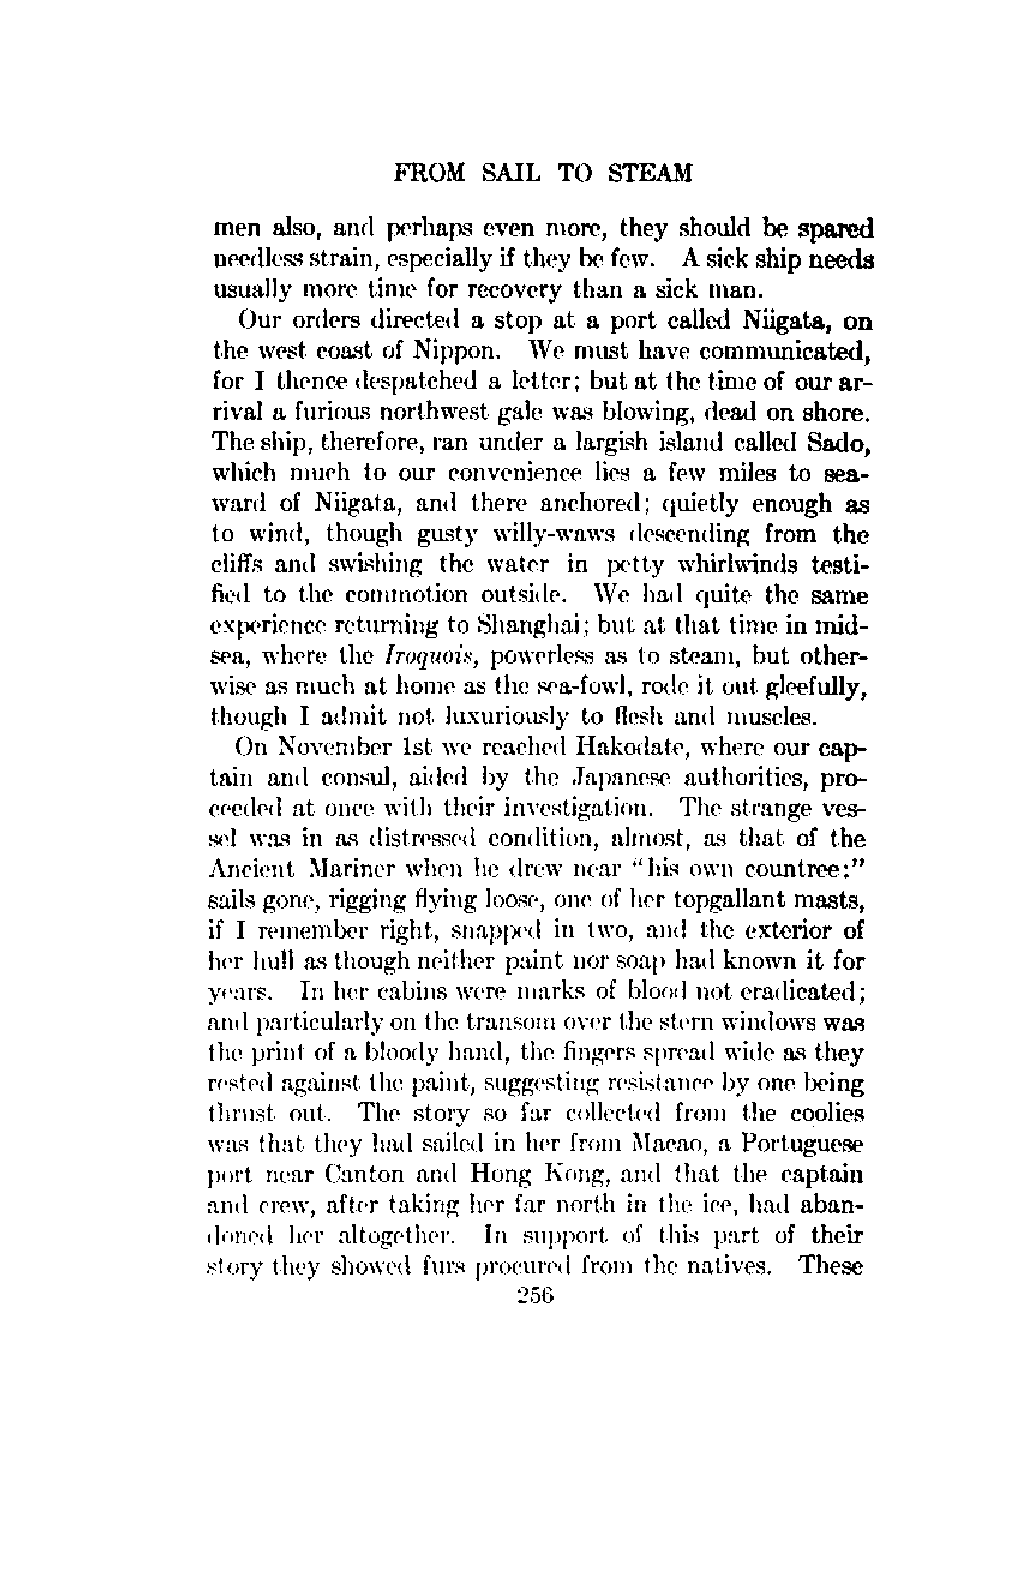 FROM SAIL TO STEAM
men also, and perhaps even more, they should be spared
needless strain, especially if they be few. A sick ship needs
usually more time for recovery than a sick man.
Our orders directed a stop at a port called Niigata, on
the west coast of Nippon. We must have communicated,
for I thence despatched a letter; but at the time of our ar-
rival a furious northwest gale was blowing, dead on shore.
The ship, therefore, ran under a largish island called Sado,
which much to our convenience lies a few miles to sea-
ward of Niigata, and there anchored; quietly enough as
to wind, though gusty willy-waws descending from the
cliffs and swishing the water in petty whirlwinds testi-
fied to the commotion outside. We had quite the same
experience returning to Shanghai; but at that time in mid-
sea, where the Iroquois, powerless as to steam, but other-
wise as much at home as the sea-fowl, rode it out gleefully,
though I admit not luxuriously to flesh and muscles.
On November 1st we reached Hakodate, where our cap-
tain and consul, aided by the Japanese authorities, pro-
ceeded at once with their investigation. The strange ves-
sel was in as distressed condition, almost, as that of the
Ancient Mariner when he drew near "his own countree:"
sails gone, rigging flying loose, one of her topgallant masts,
if I remember right, snapped in two, and the exterior of
her hull as though neither paint nor soap had known it for
years. In her cabins were marks of blood not eradicated;
and particularly on the transom over the stern windows was
the print of a bloody hand, the fingers spread wide as they
rested against the paint, suggesting resistance by one being
thrust out. The story so far collected from the coolies
was that they had sailed in her from Macao, a Portuguese
port near Canton and Hong Kong, and that the captain
and crew, after taking her far north in the ice, had aban-
doned her altogether. In support of this part of their
story they showed furs procured from the natives. These
256